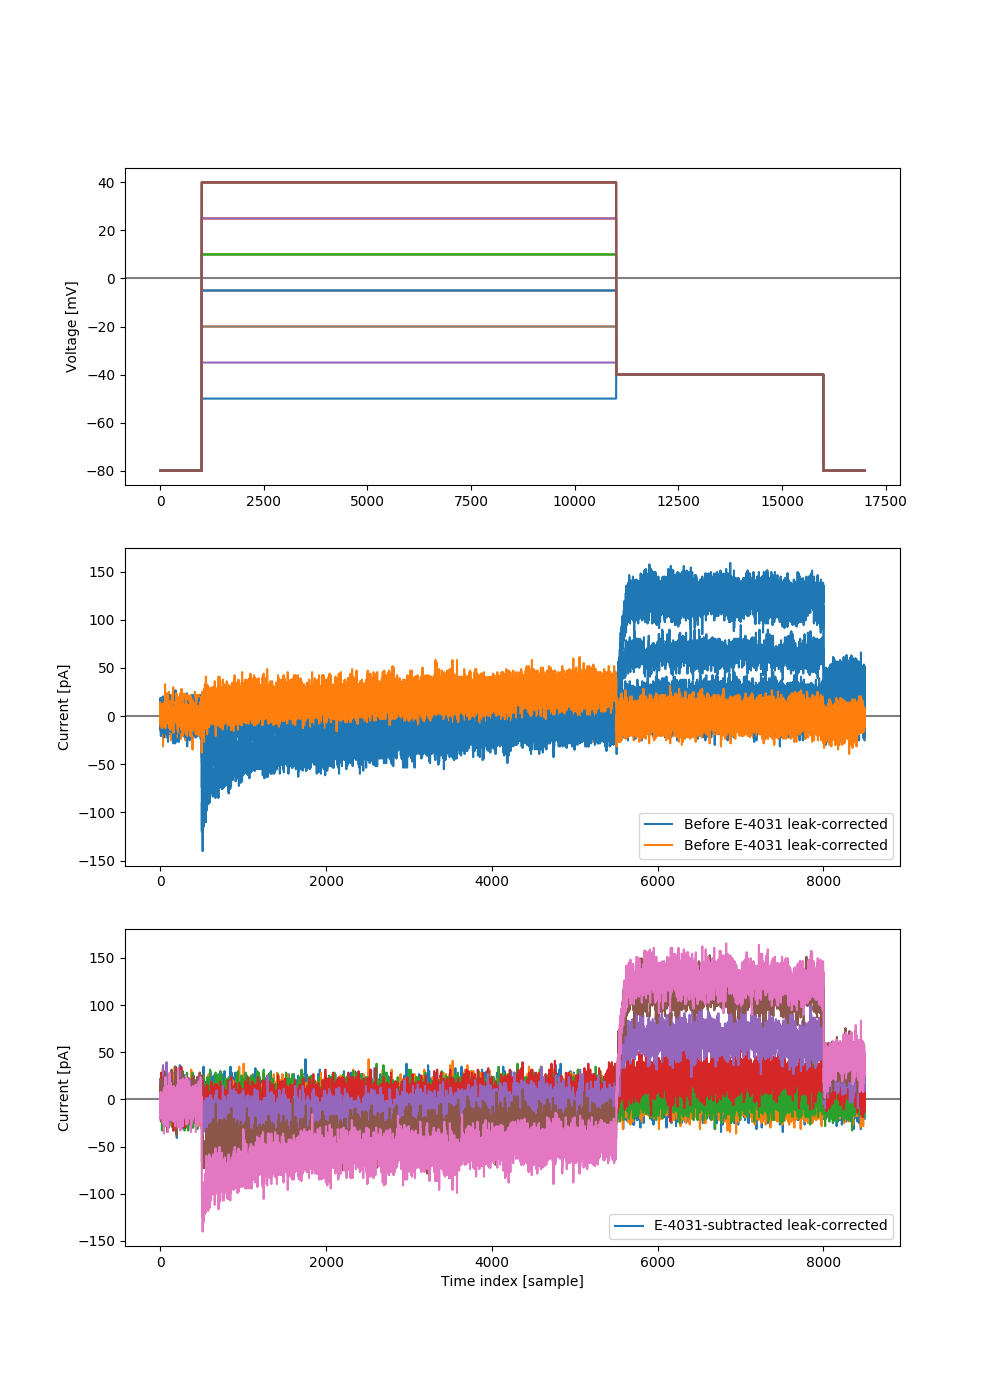 40
20
0
−20
−40
−60
−80
Voltage [mV]
0 2500 5000 7500 10000 12500 15000 17500
150
100
50
0
−50
−100
−150
Current [pA]
Before E-4031 leak-corrected
Before E-4031 leak-corrected
0 2000 4000 6000 8000
150
100
50
0
−50
−100
−150
Current [pA]
E-4031-subtracted leak-corrected
0 2000 4000 6000 8000
Time index [sample]